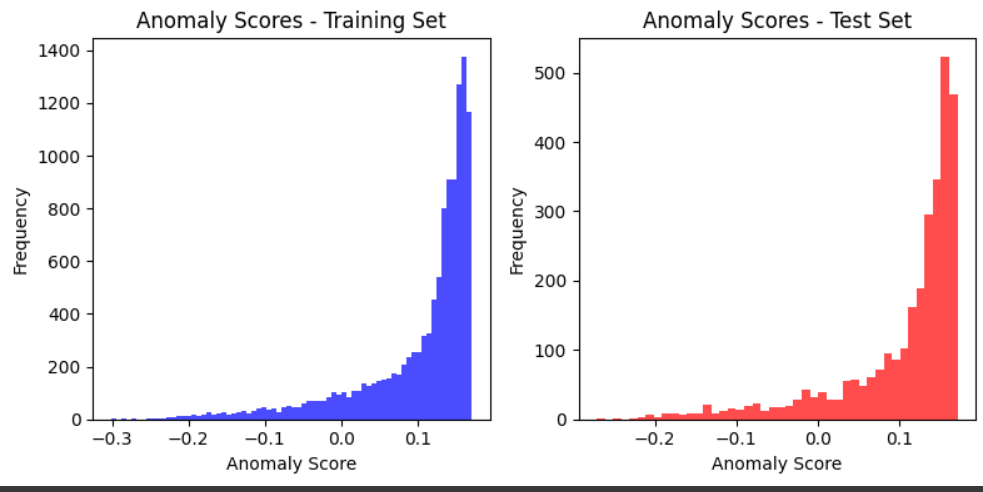 Anomaly Scores - Training Set
1400
1200
1000
800
600
400
200
0
Frequency
−0.3 −0.2 −0.1 0.0 0.1
Anomaly Score
Anomaly Scores - Test Set
500
400
300
200
100
0
Frequency
−0.2 −0.1 0.0 0.1
Anomaly Score